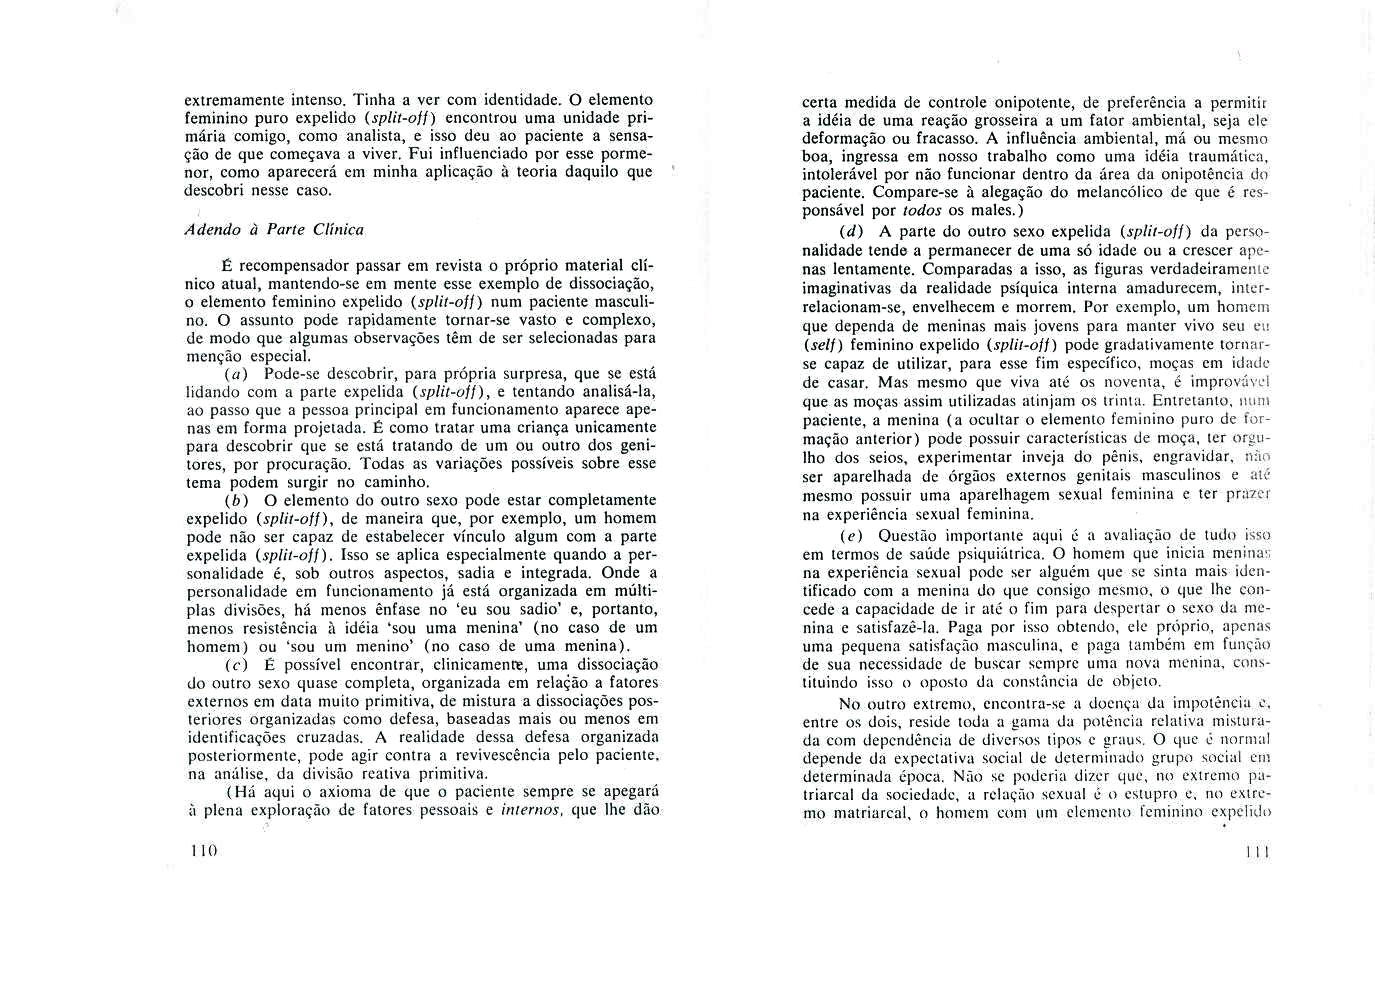 extremamente intenso. Tinha a ver com identidade. O elemento
feminino puro expelido (split-off) encontrou uma unidade pri-
mária comigo, como analista, e isso deu ao paciente a sensa-
ção de que começava a viver. Fui influenciado por esse porme-
nor, como aparecerá em minha aplicação à teoria daquilo que
descobri nesse caso.
Adendo à Parte Clínica
É recompensador passar em revista o próprio material clí-
nico atual, mantendo-se em mente esse exemplo de dissociação,
o elemento feminino expelido (split-off) num paciente masculi-
no. O assunto pode rapidamente tornar-se vasto e complexo,
de modo que algumas observações têm de ser selecionadas para
menção especial.
(a) Pode-se descobrir, para própria surpresa, que se está
lidando com a parte expelida (split-off), e tentando analisá-la,
ao passo que a pessoa principal em funcionamento aparece ape-
nas em forma projetada. É como tratar uma criança unicamente
para descobrir que se está tratando de um ou outro dos geni-
tores, por procuração. Todas as variações possíveis sobre esse
tema podem surgir no caminho.
(b) O elemento do outro sexo pode estar completamente
expelido (split-off), de maneira que, por exemplo, um homem
pode não ser capaz de estabelecer vínculo algum com a parte
expelida (split-off). Isso se aplica especialmente quando a per-
sonalidade é, sob outros aspectos, sadia e integrada. Onde a
personalidade em funcionamento já está organizada em múlti-
plas divisões, há menos ênfase no ‘eu sou sadio’ e, portanto,
menos resistência à idéia ‘sou uma menina’ (no caso de um
homem) ou ‘sou um menino’ (no caso de uma menina).
(c) É possível encontrar, clinicamente, uma dissociação
do outro sexo quase completa, organizada em relação a fatores
externos em data muito primitiva, de mistura a dissociações pos-
teriores organizadas como defesa, baseadas mais ou menos em
identificações cruzadas. A realidade dessa defesa organizada
posteriormente, pode agir contra a revivescência pelo paciente,
na análise, da divisão reativa primitiva.
(Há aqui o axioma de que o paciente sempre se apegará
à plena exploração de fatores pessoais e internos, que lhe dão
110
certa medida de controle onipotente, de preferência a permitir
a idéia de uma reação grosseira a um fator ambiental, seja ele
deformação ou fracasso. A influência ambiental, má ou mesmo
boa, ingressa em nosso trabalho como uma idéia traumática,
intolerável por não funcionar dentro da área da onipotência do
paciente. Compare-se à alegação do melancólico de que é res-
ponsável por todos os males.)
(d) A parte do outro sexo expelida (split-off) da perso-
nalidade tende a permanecer de uma só idade ou a crescer ape-
nas lentamente. Comparadas a isso, as figuras verdadeiramente
imaginativas da realidade psíquica interna amadurecem, inter-
relacionam-se, envelhecem e morrem. Por exemplo, um homem
que dependa de meninas mais jovens para manter vivo seu eu
(self) feminino expelido (split-off) pode gradativamente tornar-
se capaz de utilizar, para esse fim específico, moças em idade
de casar. Mas mesmo que viva até os noventa, é improvável
que as moças assim utilizadas atinjam os trinta. Entretanto, num
paciente, a menina (a ocultar o elemento feminino puro de for-
mação anterior) pode possuir características de moça, ter orgu-
lho dos seios, experimentar inveja do pênis, engravidar, não
ser aparelhada de órgãos externos genitais masculinos e até
mesmo possuir uma aparelhagem sexual feminina e ter prazer
na experiência sexual feminina.
(e) Questão importante aqui é a avaliação de tudo isso
em termos de saúde psiquiátrica. O homem que inicia meninas
na experiência sexual pode ser alguém que se sinta mais iden-
tificado com a menina do que consigo mesmo, o que lhe con-
cede a capacidade de ir até o fim para despertar o sexo da me-
nina e satisfazê-la. Paga por isso obtendo, ele próprio, apenas
uma pequena satisfação masculina, e paga também em função
de sua necessidade de buscar sempre uma nova menina, cons-
tituindo isso o oposto da constância de objeto.
No outro extremo, encontra-se a doença da impotência e,
entre os dois, reside toda a gama da potência relativa mistura-
da com dependência de diversos tipos e graus. O que é normal
depende da expectativa social de determinado grupo social em
determinada época. Não se poderia dizer que, no extremo pa-
triarcal da sociedade, a relação sexual é o estupro e, no extre-
mo matriarcal, o homem com um elemento feminino expelido
111